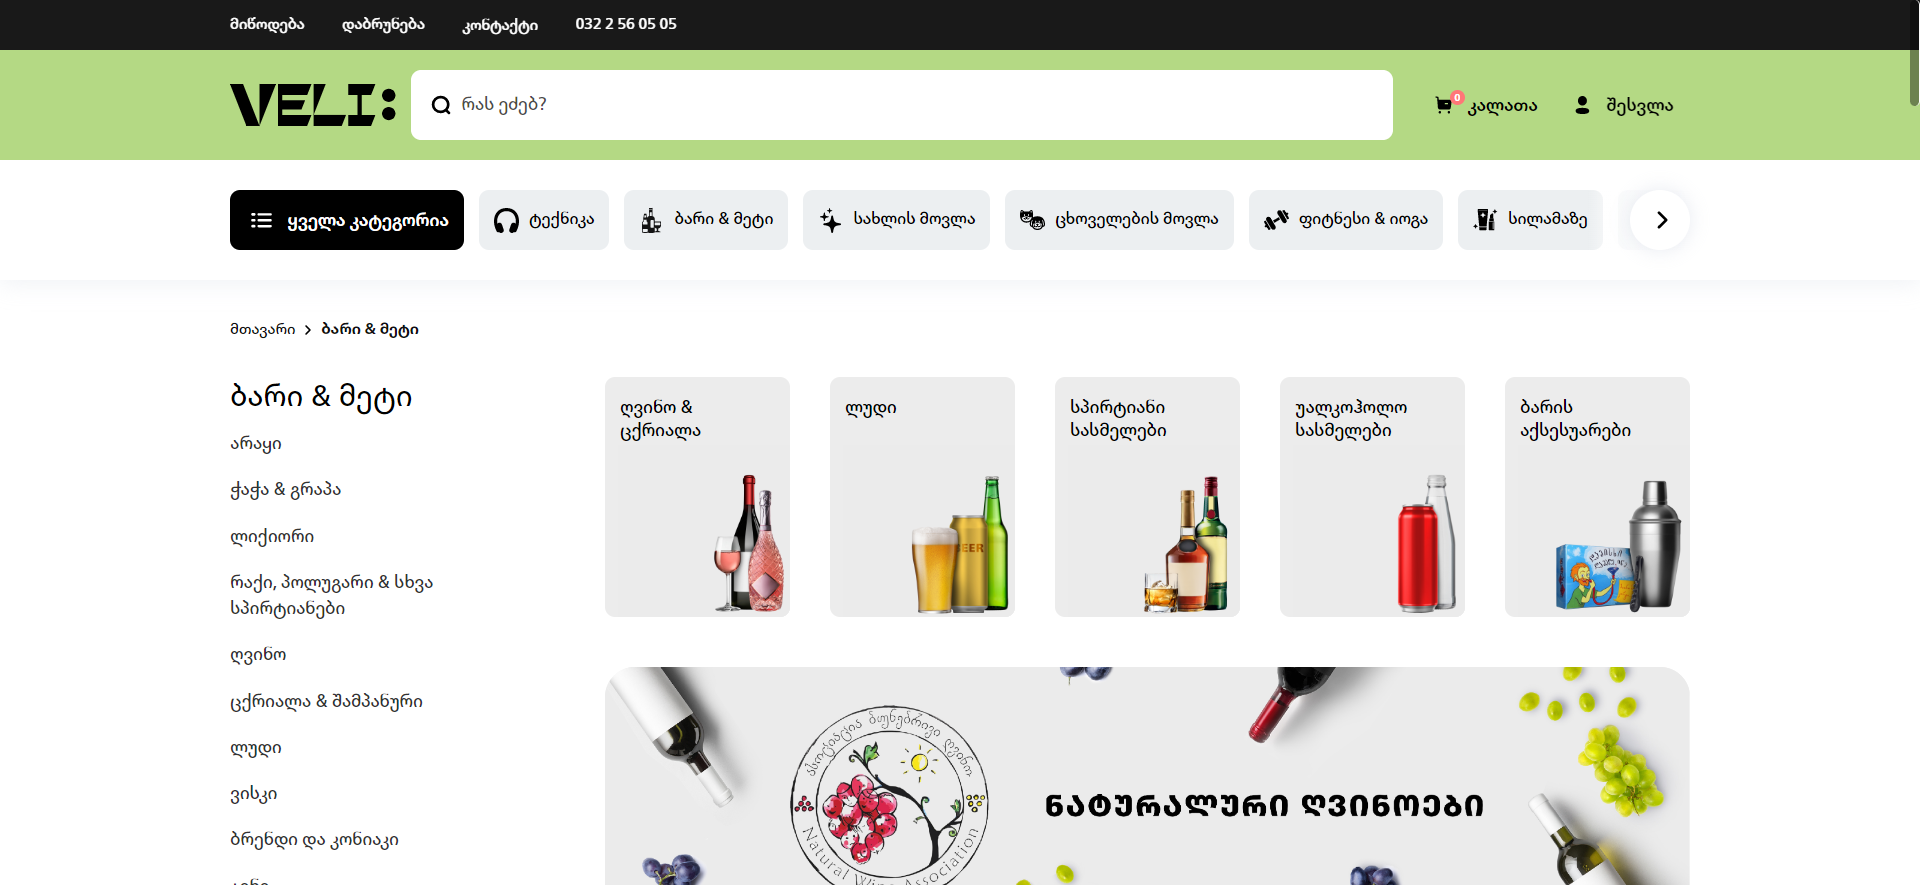 მიწოდება
დაბრუნება
კონტაქტი
032 2 56 05 05
VELI:
რას ეძებ?
0
კალათა
შესვლა
ყველა კატეგორია
ტექნიკა
ბარი & მეტი
სახლის მოვლა
ცხოველების მოვლა
ფიტნესი & იოგა
სილამაზე
მთავარი
ბარი & მეტი
ბარი & მეტი
არაყი
ჭაჭა & გრაპა
ლიქიორი
რაქი, პოლუგარი & სხვა
სპირტიანები
ღვინო
ცქრიალა & შამპანური
ლუდი
ვისკი
ბრენდი და კონიაკი
ღვინო &
ცქრიალა
ლუდი
BEER
სპირტიანი
სასმელები
უალკოჰოლო
სასმელები
ბარის
აქსესუარები
ასოციაცია ბუნებრივი ღვინო
Natural Wine Association
ნატურალური ღვინოები